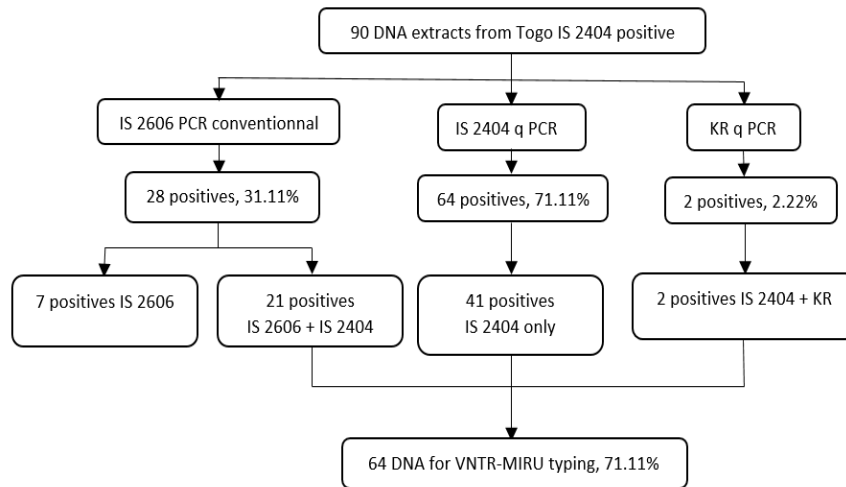 90 DNA extracts from Togo IS 2404 positive
IS 2606 PCR conventionnal
IS 2404 q PCR
KR q PCR
28 positives, 31.11%
64 positives, 71.11%
2 positives, 2.22%
7 positives IS 2606
21 positives
IS 2606 + IS 2404
41 positives
IS 2404 only
2 positives IS 2404 + KR
64 DNA for VNTR-MIRU typing, 71.11%